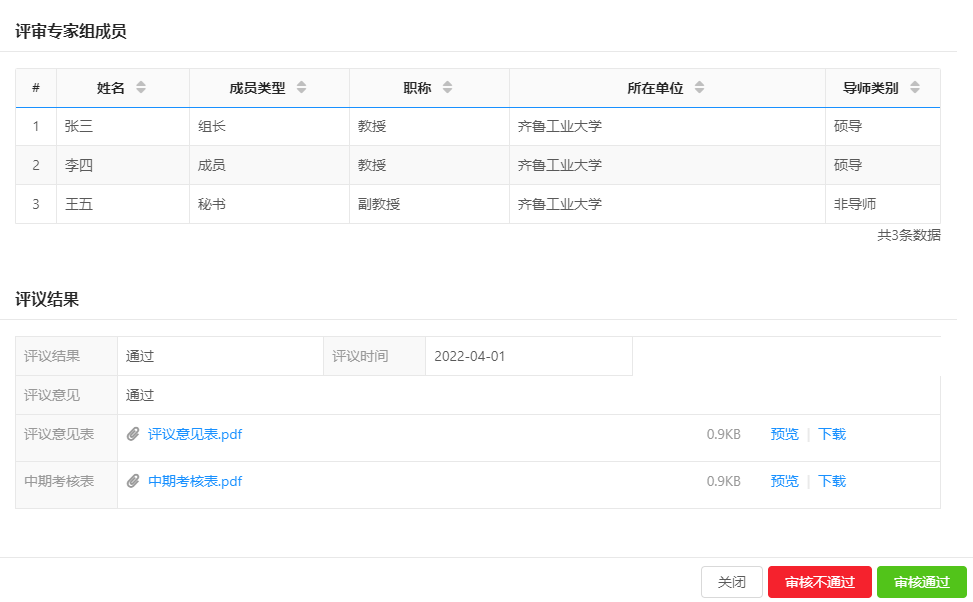 评审专家组成员
# 姓名 成员类型 职称 所在单位 导师类别
1 张三 组长 教授 齐鲁工业大学 硕导
2 李四 成员 教授 齐鲁工业大学 硕导
3 王五 秘书 副教授 齐鲁工业大学 非导师
共3条数据
评议结果
评议结果 通过 评议时间 2022-04-01
评议意见 通过
评议意见表 评议意见表.pdf 0.9KB 预览 | 下载
中期考核表 中期考核表.pdf 0.9KB 预览 | 下载
关闭 审核不通过 审核通过